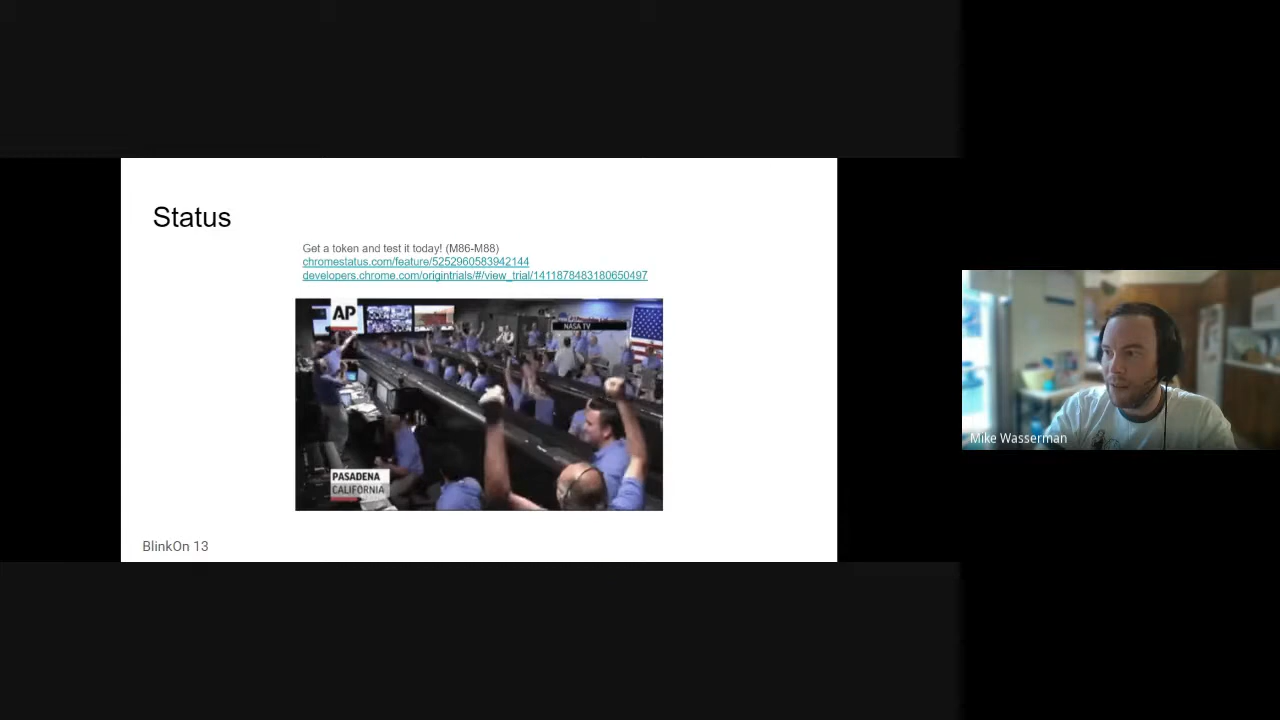 Status
Get a token and test it today! (M86-M88)
chromestatus.com/feature/5252960583942144
developers.chrome.com/origintrials/#/view_trial/1411878483180650497
AP
NASA TV
PASADENA
CALIFORNIA
BlinkOn 13
Mike Wasserman